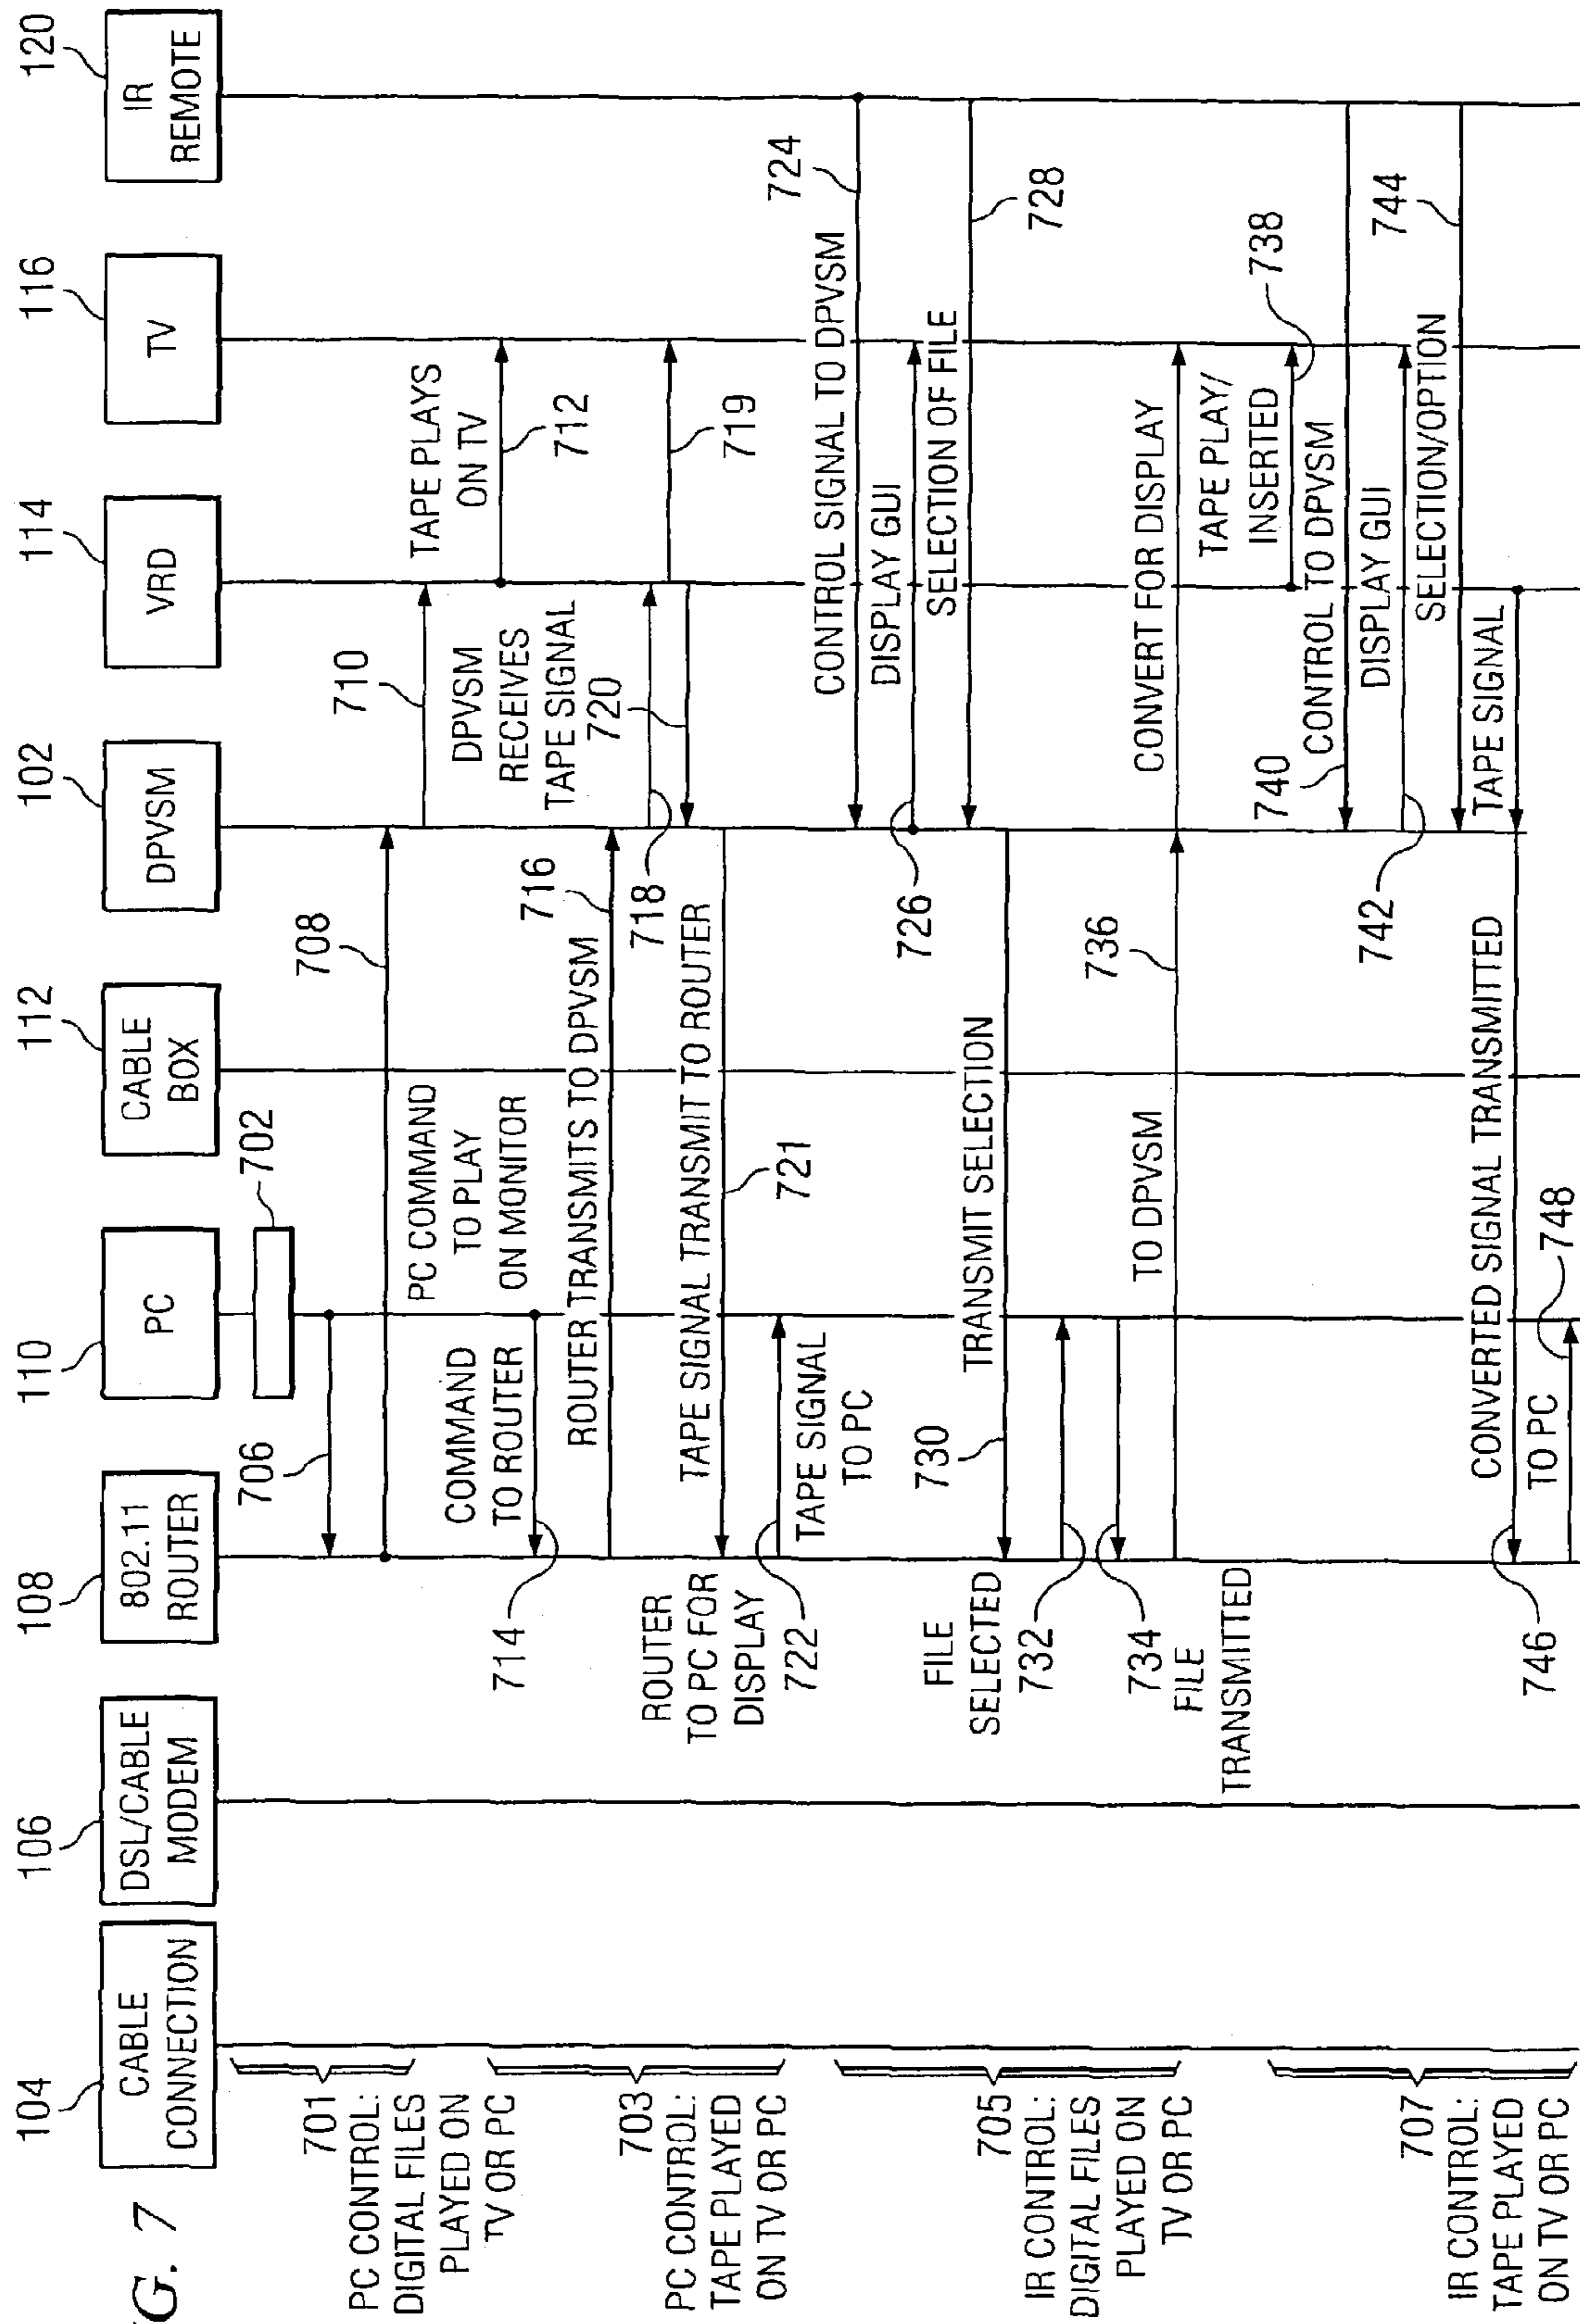 FIG. 7
104
CABLE
CONNECTION
106
DSL/CABLE
MODEM
108
802.11
ROUTER
110
PC
112
CABLE
BOX
102
DPVSM
114
VRD
116
TV
120
IR
REMOTE
701
PC CONTROL:
DIGITAL FILES
PLAYED ON
TV OR PC
702
706
708
710
TAPE PLAYS
ON TV
712
703
PC CONTROL:
TAPE PLAYED
ON TV OR PC
PC COMMAND
TO PLAY
ON MONITOR
COMMAND
TO ROUTER
714
ROUTER TRANSMITS TO DPVSM
716
718
719
DPVSM
RECEIVES
TAPE SIGNAL
720
TAPE SIGNAL TRANSMIT TO ROUTER
721
ROUTER
TO PC FOR
DISPLAY
722
TAPE SIGNAL
TO PC
705
IR CONTROL:
DIGITAL FILES
PLAYED ON
TV OR PC
CONTROL SIGNAL TO DPVSM
724
DISPLAY GUI
726
SELECTION OF FILE
728
TRANSMIT SELECTION
730
FILE
SELECTED
732
734
FILE
TRANSMITTED
TO DPVSM
736
CONVERT FOR DISPLAY
707
IR CONTROL:
TAPE PLAYED
ON TV OR PC
TAPE PLAY/
INSERTED
738
CONTROL TO DPVSM
740
DISPLAY GUI
742
SELECTION/OPTION
744
TAPE SIGNAL
CONVERTED SIGNAL TRANSMITTED
746
TO PC
748